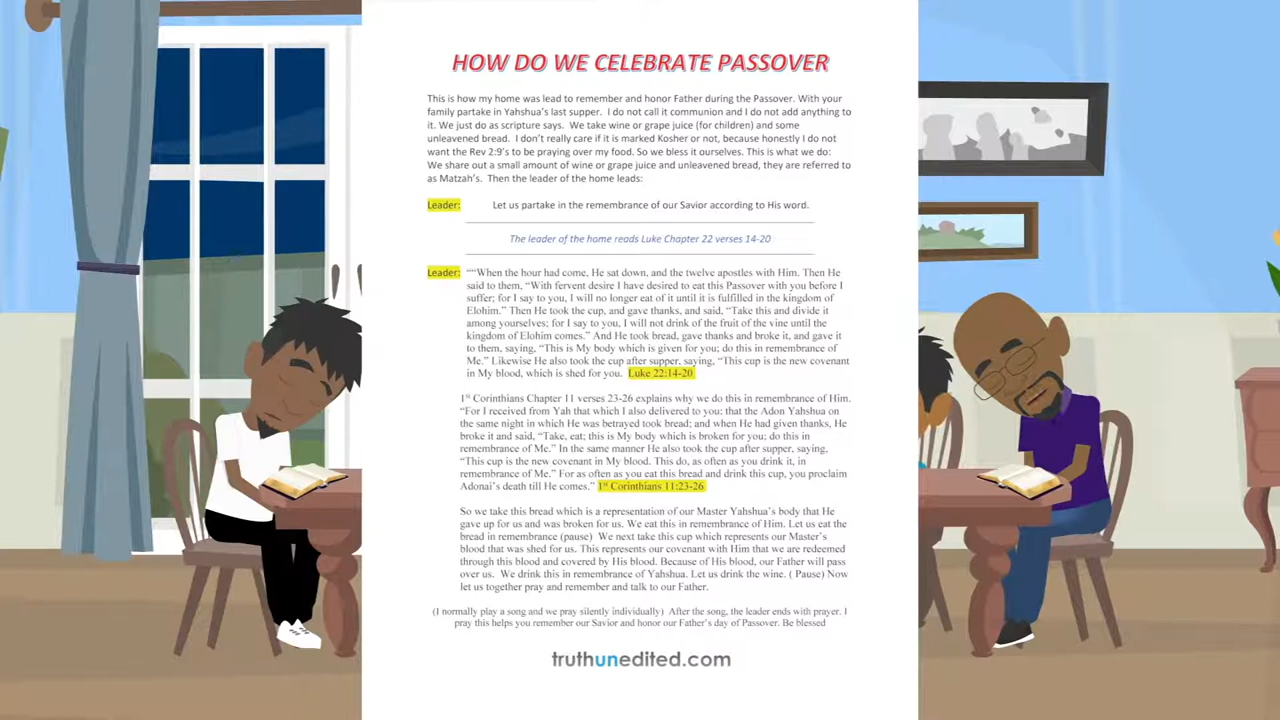 HOW DO WE CELEBRATE PASSOVER
This is how my home was lead to remember and honor Father during the Passover. With your
family partake in Yahshua's last supper. I do not call it communion and I do not add anything to
it. We just do as scripture says. We take wine or grape juice (for children) and some
unleavened bread. I don't really care if it is marked Kosher or not, because honestly I do not
want the Rev 2:9's to be praying over my food. So we bless it ourselves. This is what we do:
We share out a small amount of wine or grape juice and unleavened bread, they are referred to
as Matzah's. Then the leader of the home leads:
Leader: Let us partake in the remembrance of our Savior according to His word.
The leader of the home reads Luke Chapter 22 verses 14-20
Leader: ""When the hour had come, He sat down, and the twelve apostles with Him. Then He
said to them, "With fervent desire I have desired to eat this Passover with you before I
suffer; for I say to you, I will no longer eat of it until it is fulfilled in the kingdom of
Elohim." Then He took the cup, and gave thanks, and said, "Take this and divide it
among yourselves; for I say to you, I will not drink of the fruit of the vine until the
kingdom of Elohim comes." And He took bread, gave thanks and broke it, and gave it
to them, saying, "This is My body which is given for you; do this in remembrance of
Me." Likewise He also took the cup after supper, saying, "This cup is the new covenant
in My blood, which is shed for you. Luke 22:14-20
1st Corinthians Chapter 11 verses 23-26 explains why we do this in remembrance of Him.
"For I received from Yah that which I also delivered to you: that the Adon Yahshua on
the same night in which He was betrayed took bread; and when He had given thanks, He
broke it and said, "Take, eat; this is My body which is broken for you; do this in
remembrance of Me." In the same manner He also took the cup after supper, saying,
"This cup is the new covenant in My blood. This do, as often as you drink it, in
remembrance of Me." For as often as you eat this bread and drink this cup, you proclaim
Adonai's death till He comes." 1st Corinthians 11:23-26
So we take this bread which is a representation of our Master Yahshua's body that He
gave up for us and was broken for us. We eat this in remembrance of Him. Let us eat the
bread in remembrance (pause) We next take this cup which represents our Master's
blood that was shed for us. This represents our covenant with Him that we are redeemed
through this blood and covered by His blood. Because of His blood, our Father will pass
over us. We drink this in remembrance of Yahshua. Let us drink the wine. ( Pause) Now
let us together pray and remember and talk to our Father.
(I normally play a song and we pray silently individually) After the song, the leader ends with prayer. I
pray this helps you remember our Savior and honor our Father's day of Passover. Be blessed
truthunedited.com